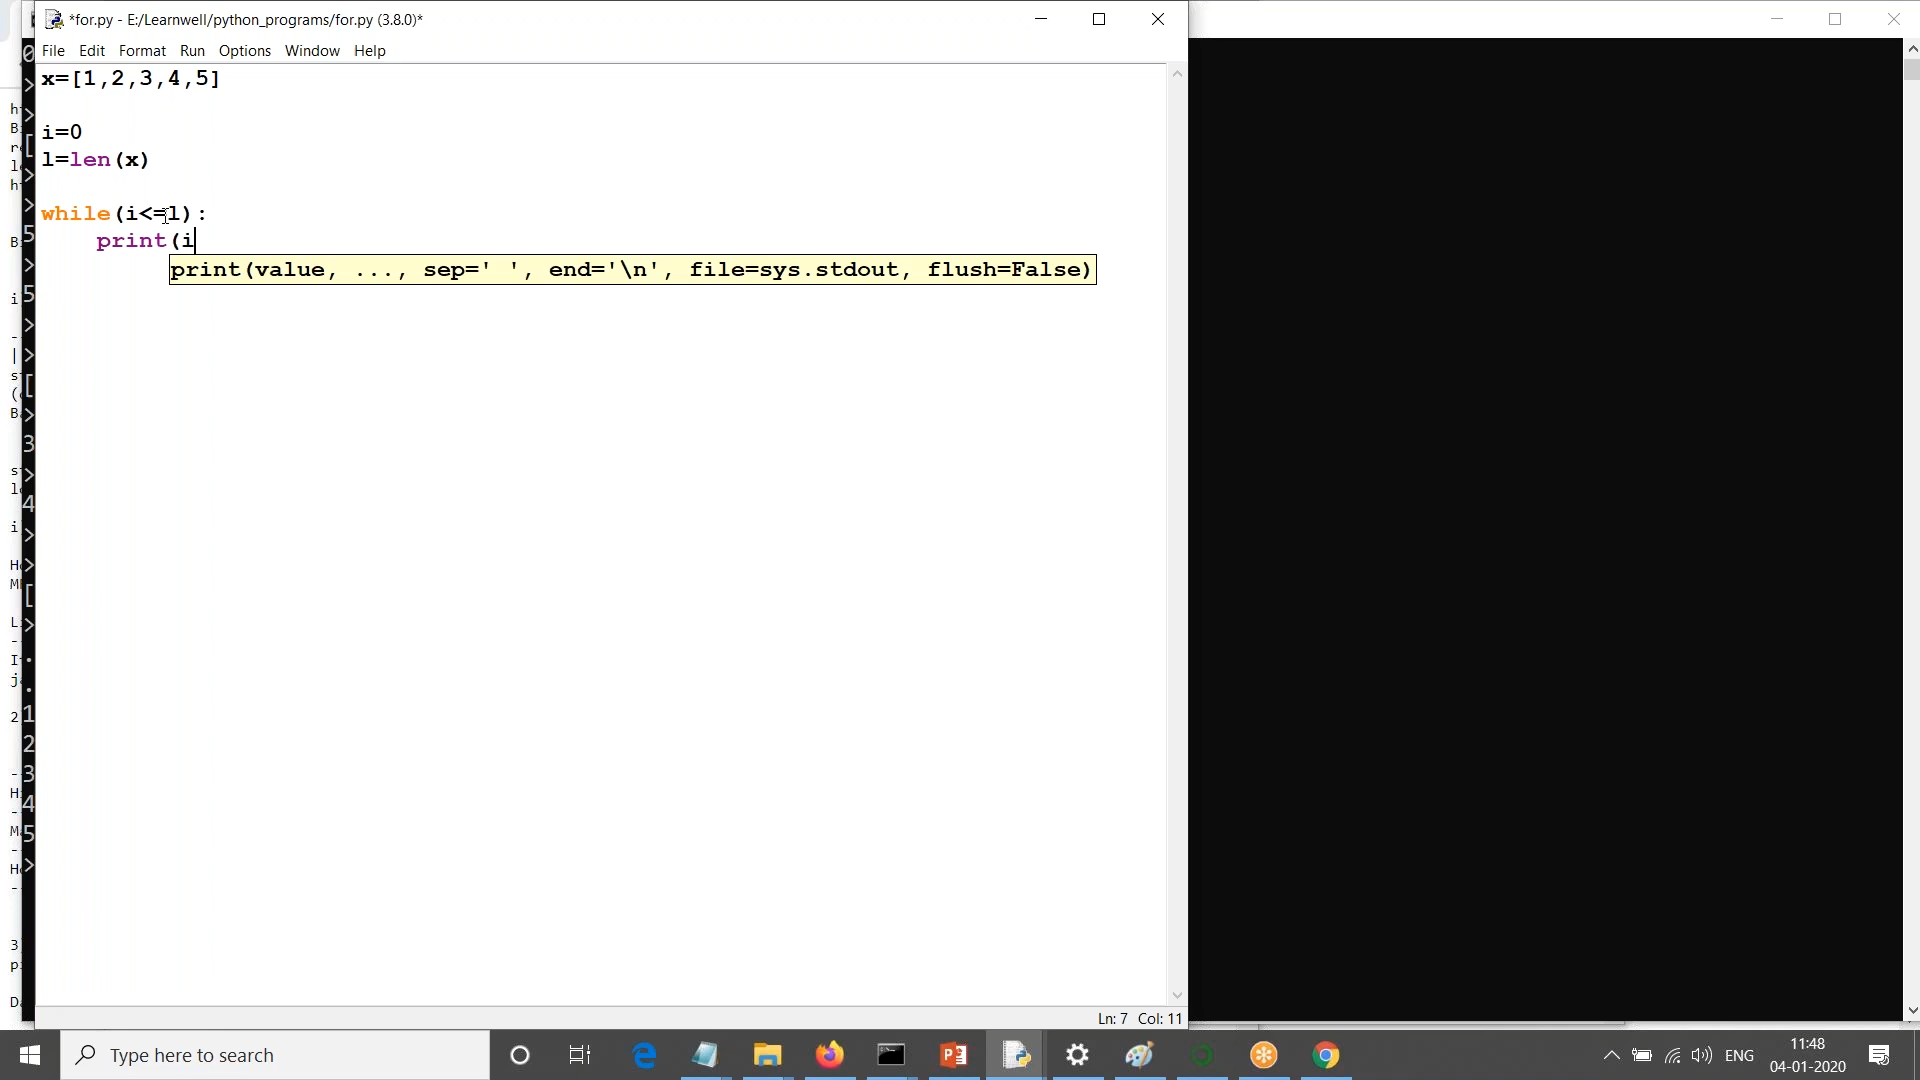 *for.py - E:/Learnwell/python_programs/for.py (3.8.0)*
File Edit Format Run Options Window Help
x=[1,2,3,4,5]
i=0
l=len(x)
while(i<=l):
print(i
print(value, ..., sep=' ', end='\n', file=sys.stdout, flush=False)
Ln: 7 Col: 11
Type here to search
ENG
11:48
04-01-2020